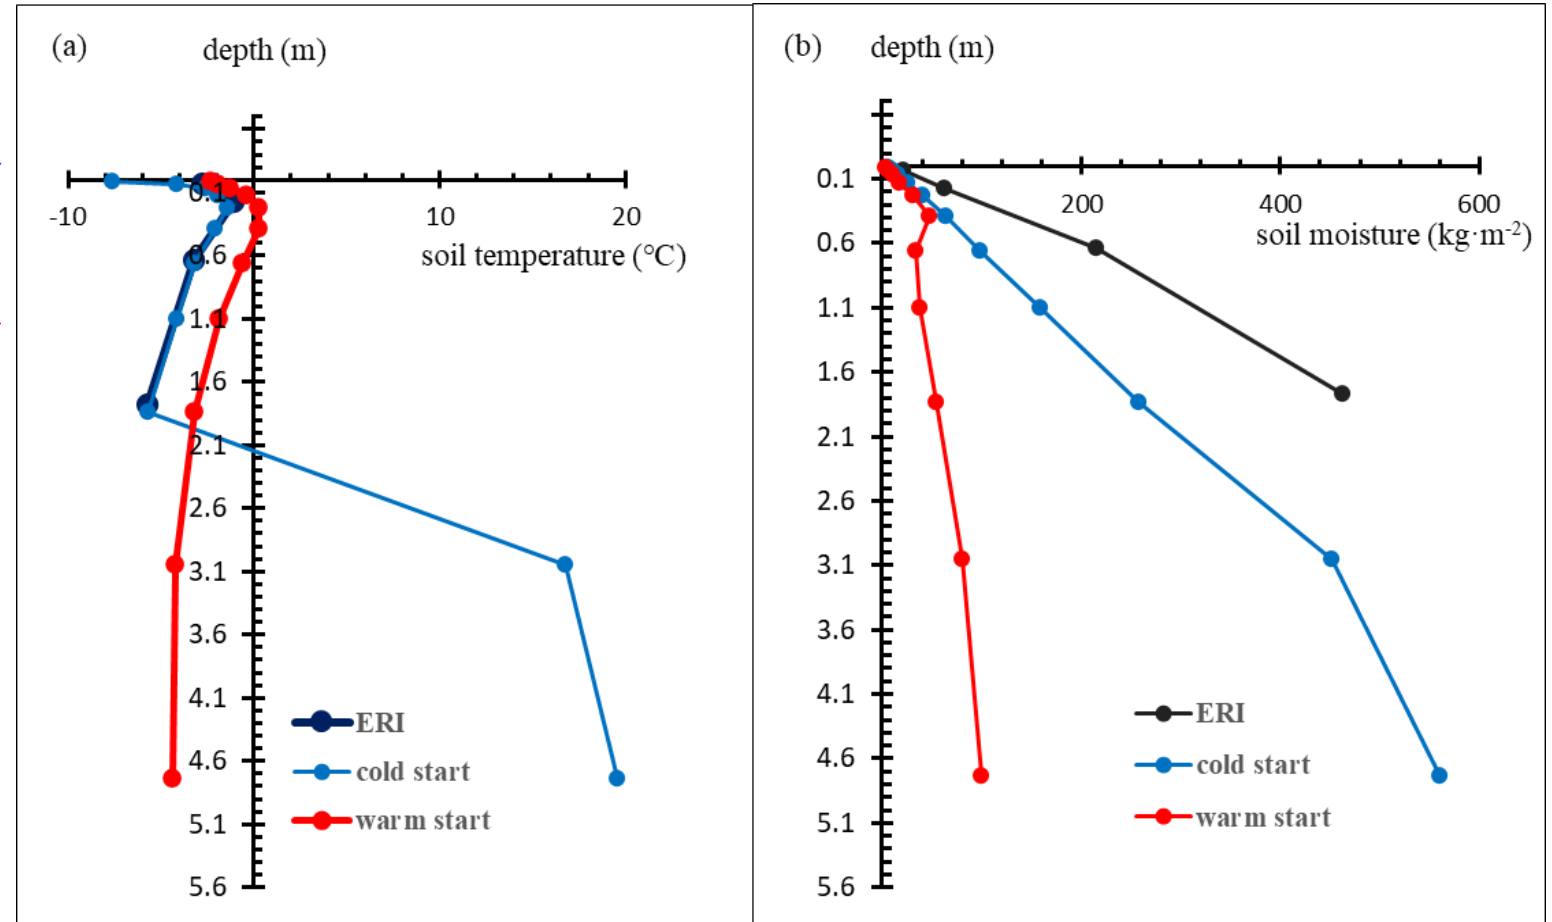 (a)
depth (m)
-10
10
20
soil temperature (°C)
0.1
0.6
1.1
1.6
2.1
2.6
3.1
3.6
4.1
4.6
5.1
5.6
ERI
cold start
warm start
(b)
depth (m)
200
400
600
soil moisture (kg·m-2)
0.1
0.6
1.1
1.6
2.1
2.6
3.1
3.6
4.1
4.6
5.1
5.6
ERI
cold start
warm start